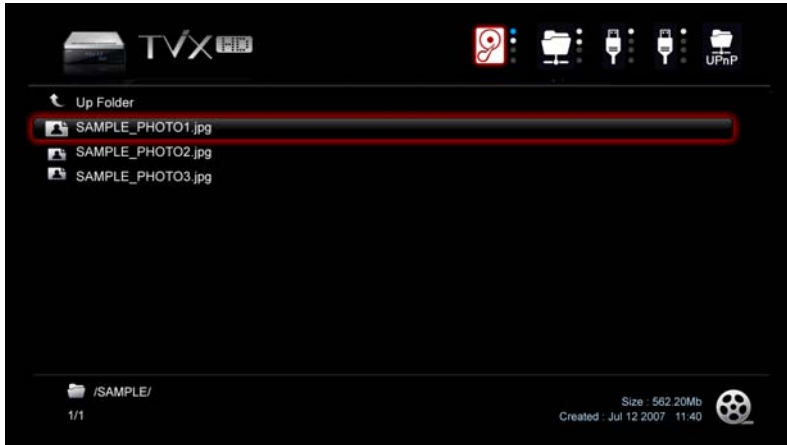 TViX HD
UPnP
Up Folder
SAMPLE_PHOTO1.jpg
SAMPLE_PHOTO2.jpg
SAMPLE_PHOTO3.jpg
/SAMPLE/
1/1
Size : 562.20Mb
Created : Jul 12 2007 11:40